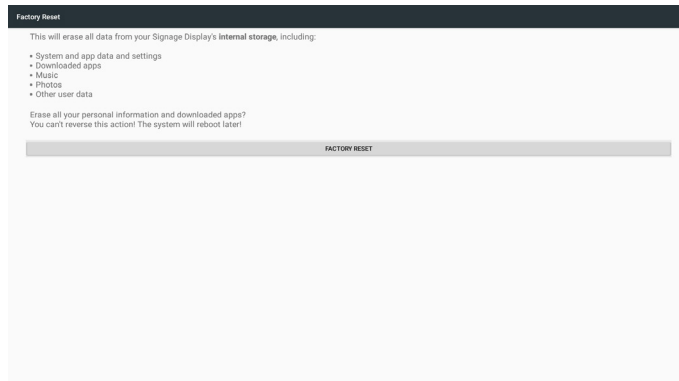 Factory Reset
This will erase all data from your Signage Display's internal storage, including:
• System and app data and settings
• Downloaded apps
• Music
• Photos
• Other user data
Erase all your personal information and downloaded apps?
You can't reverse this action! The system will reboot later!
FACTORY RESET